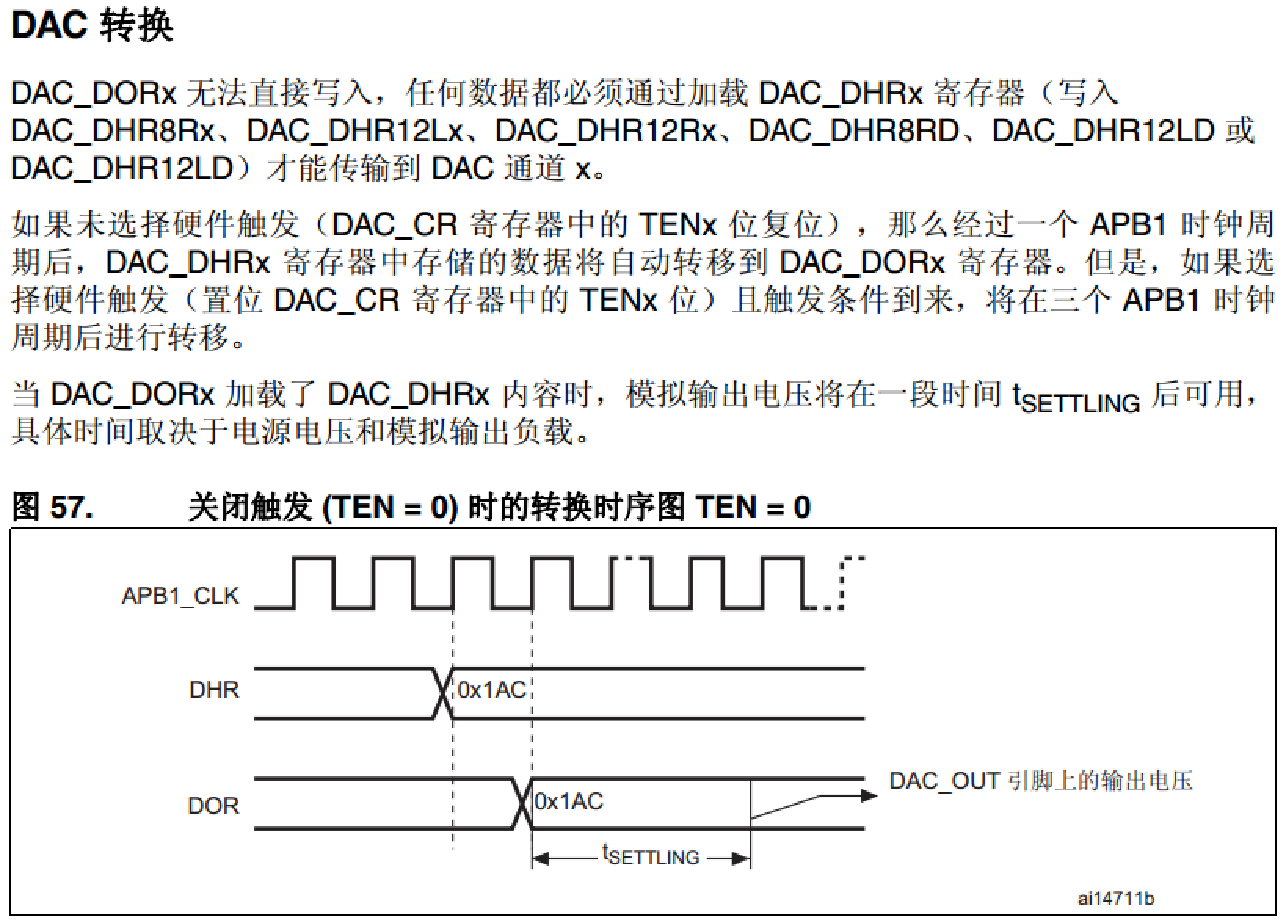 DAC 转换
DAC_DORx 无法直接写入，任何数据都必须通过加载 DAC_DHRx 寄存器（写入
DAC_DHR8Rx、DAC_DHR12Lx、DAC_DHR12Rx、DAC_DHR8RD、DAC_DHR12LD 或
DAC_DHR12LD）才能传输到 DAC 通道 x。
如果未选择硬件触发（DAC_CR 寄存器中的 TENx 位复位），那么经过一个 APB1 时钟周
期后，DAC_DHRx 寄存器中存储的数据将自动转移到 DAC_DORx 寄存器。但是，如果选
择硬件触发（置位 DAC_CR 寄存器中的 TENx 位）且触发条件到来，将在三个 APB1 时钟
周期后进行转移。
当 DAC_DORx 加载了 DAC_DHRx 内容时，模拟输出电压将在一段时间 tSETTLING 后可用，
具体时间取决于电源电压和模拟输出负载。
图 57. 关闭触发 (TEN = 0) 时的转换时序图 TEN = 0
APB1_CLK
DHR 0x1AC
DAC_OUT 引脚上的输出电压
DOR 0x1AC
tSETTLING
ai14711b